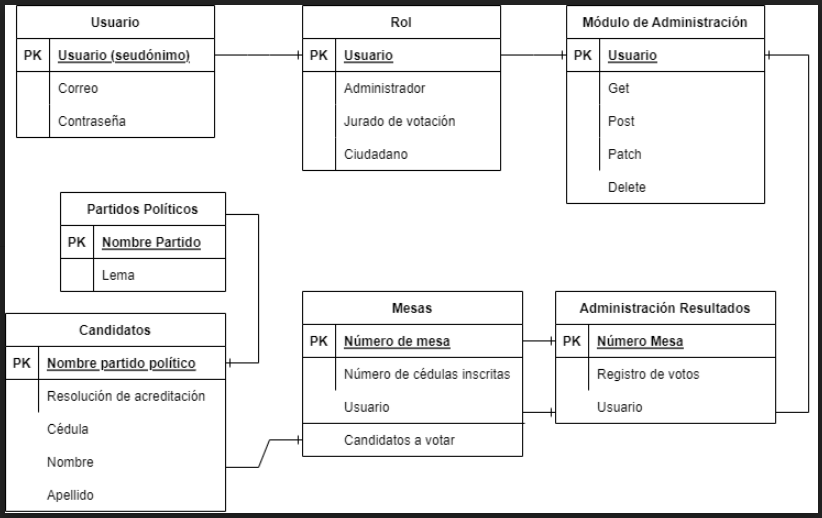 Usuario
PK Usuario (seudónimo)
Correo
Contraseña
Rol
PK Usuario
Administrador
Jurado de votación
Ciudadano
Módulo de Administración
PK Usuario
Get
Post
Patch
Delete
Partidos Políticos
PK Nombre Partido
Lema
Candidatos
PK Nombre partido político
Resolución de acreditación
Cédula
Nombre
Apellido
Mesas
PK Número de mesa
Número de cédulas inscritas
Usuario
Candidatos a votar
Administración Resultados
PK Número Mesa
Registro de votos
Usuario